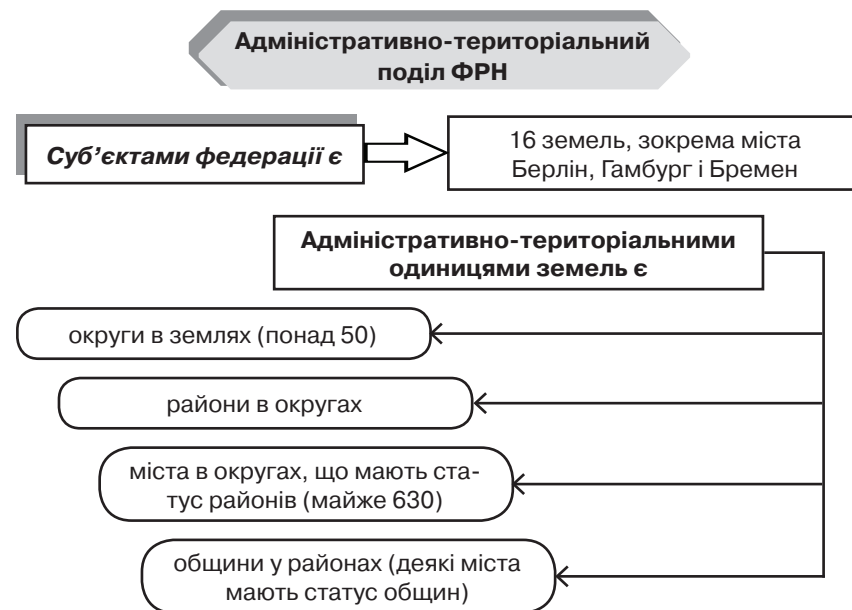 Адміністративно-територіальний
поділ ФРН
Суб’єктами федерації є
16 земель, зокрема міста
Берлін, Гамбург і Бремен
Адміністративно-територіальними
одиницями земель є
округи в землях (понад 50)
райони в округах
міста в округах, що мають ста-
тус районів (майже 630)
общини у районах (деякі міста
мають статус общин)